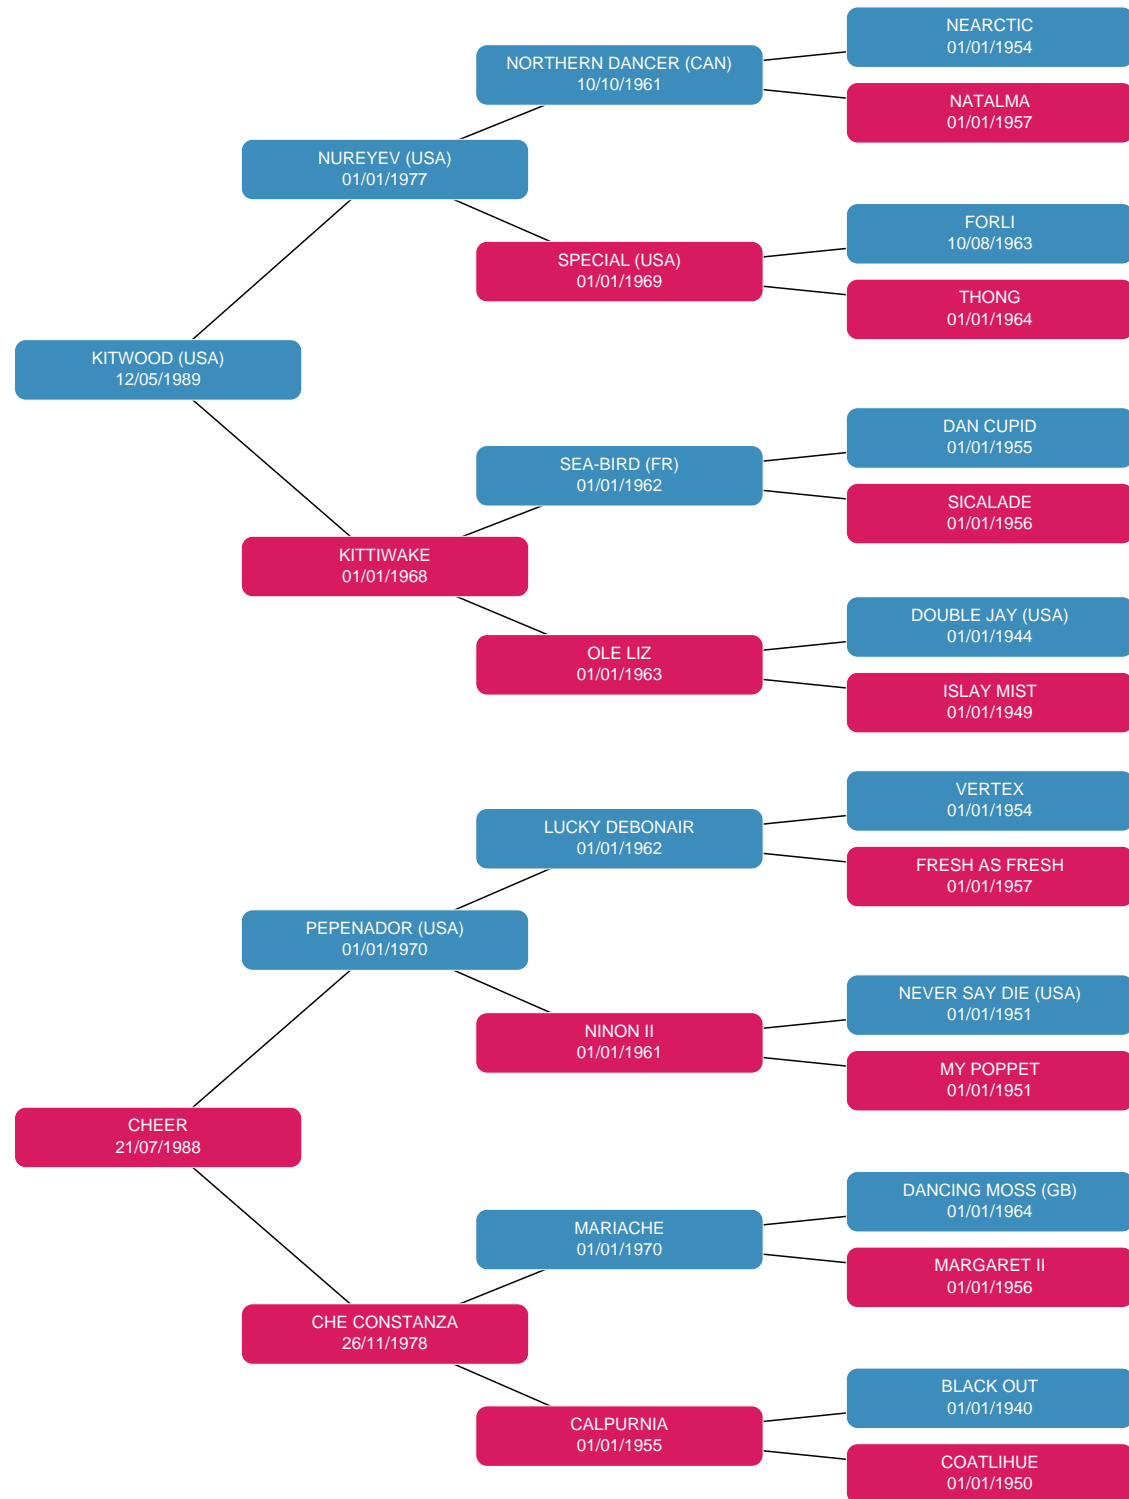 NEARCTIC
01/01/1954
NORTHERN DANCER (CAN)
10/10/1961
NATALMA
01/01/1957
NUREYEV (USA)
01/01/1977
FORLI
10/08/1963
SPECIAL (USA)
01/01/1969
THONG
01/01/1964
KITWOOD (USA)
12/05/1989
DAN CUPID
01/01/1955
SEA-BIRD (FR)
01/01/1962
SICALADE
01/01/1956
KITTIWAKE
01/01/1968
DOUBLE JAY (USA)
01/01/1944
OLE LIZ
01/01/1963
ISLAY MIST
01/01/1949
VERTEX
01/01/1954
LUCKY DEBONAIR
01/01/1962
FRESH AS FRESH
01/01/1957
PEPENADOR (USA)
01/01/1970
NEVER SAY DIE (USA)
01/01/1951
NINON II
01/01/1961
MY POPPET
01/01/1951
CHEER
21/07/1988
DANCING MOSS (GB)
01/01/1964
MARIACHE
01/01/1970
MARGARET II
01/01/1956
CHE CONSTANZA
26/11/1978
BLACK OUT
01/01/1940
CALPURNIA
01/01/1955
COATLIHUE
01/01/1950